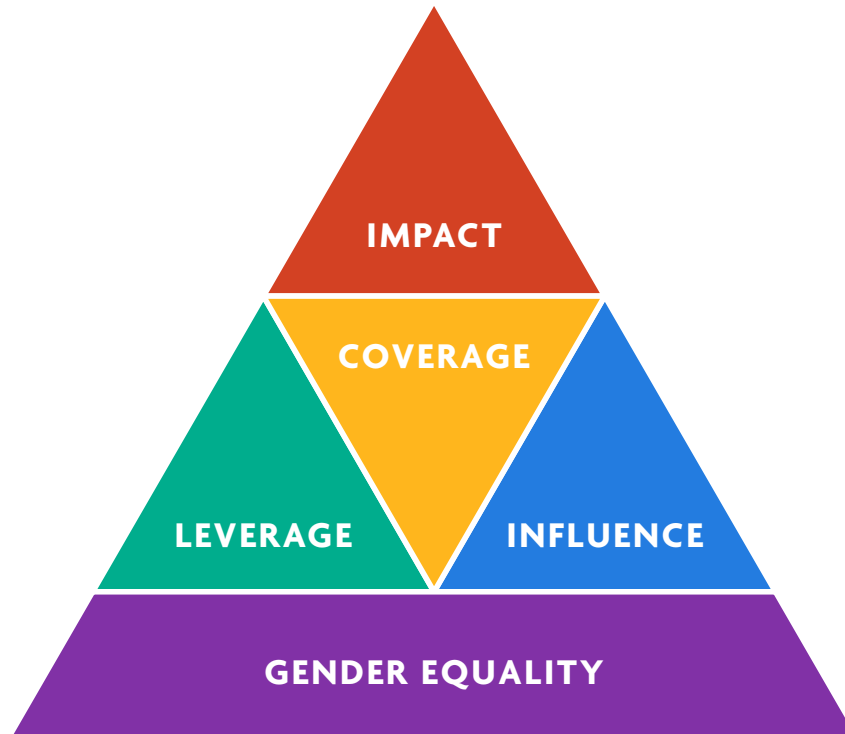 IMPACT
COVERAGE
LEVERAGE
INFLUENCE
GENDER EQUALITY